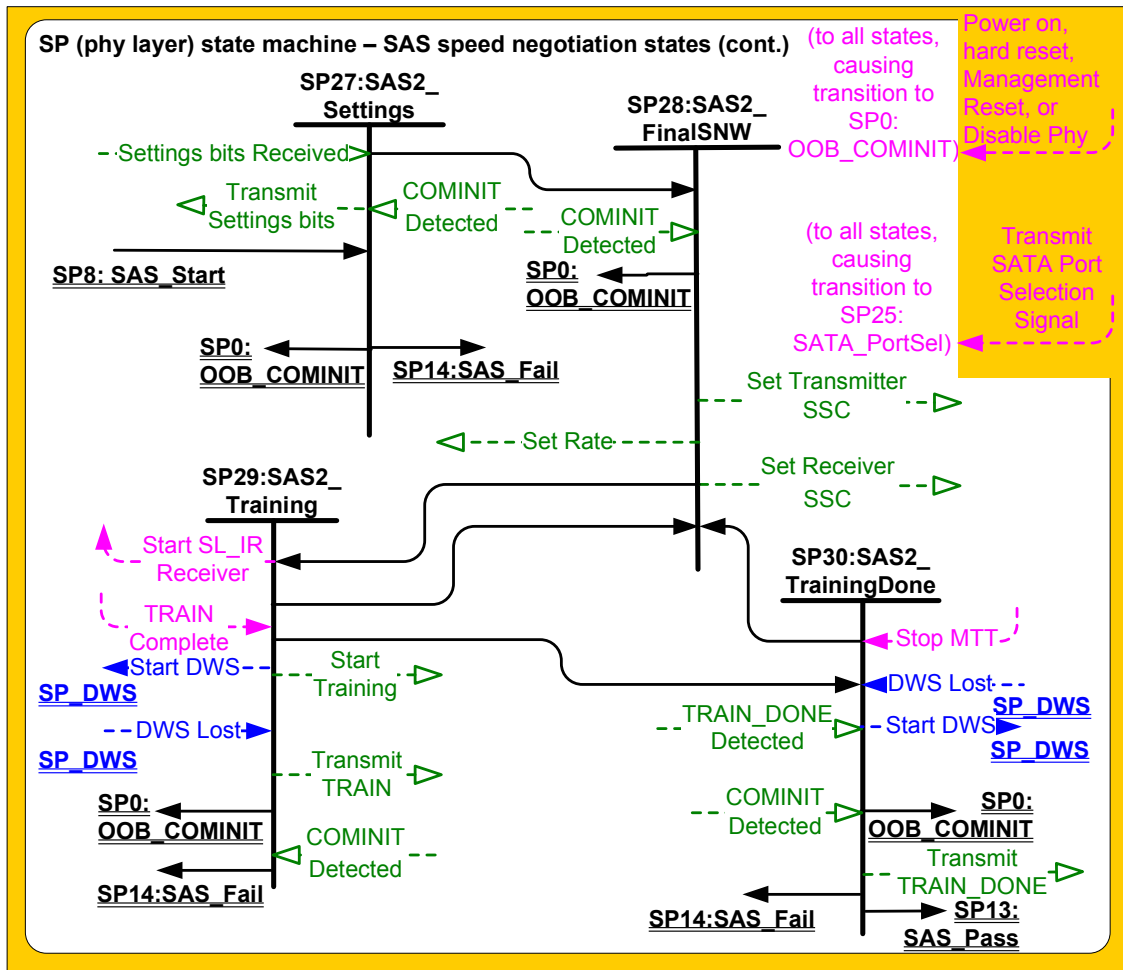 SP (phy layer) state machine – SAS speed negotiation states (cont.)
(to all states,
causing
transition to
SP0:
OOB_COMINIT)
Power on,
hard reset,
Management
Reset, or
Disable Phy
SP27:SAS2_
Settings
SP28:SAS2_
FinalSNW
Settings bits Received
Transmit
Settings bits
COMINIT
Detected
COMINIT
Detected
SP8: SAS_Start
SP0:
OOB_COMINIT
(to all states,
causing
transition to
SP25:
SATA_PortSel)
Transmit
SATA Port
Selection
Signal
SP0:
OOB_COMINIT
SP14:SAS_Fail
Set Transmitter
SSC
Set Rate
Set Receiver
SSC
SP29:SAS2_
Training
Start SL_IR
Receiver
TRAIN
Complete
Start DWS
SP_DWS
Start
Training
DWS Lost
SP_DWS
Transmit
TRAIN
SP0:
OOB_COMINIT
COMINIT
Detected
SP14:SAS_Fail
SP30:SAS2_
TrainingDone
Stop MTT
DWS Lost
SP_DWS
TRAIN_DONE
Detected
Start DWS
SP_DWS
COMINIT
Detected
SP0:
OOB_COMINIT
Transmit
TRAIN_DONE
SP14:SAS_Fail
SP13:
SAS_Pass